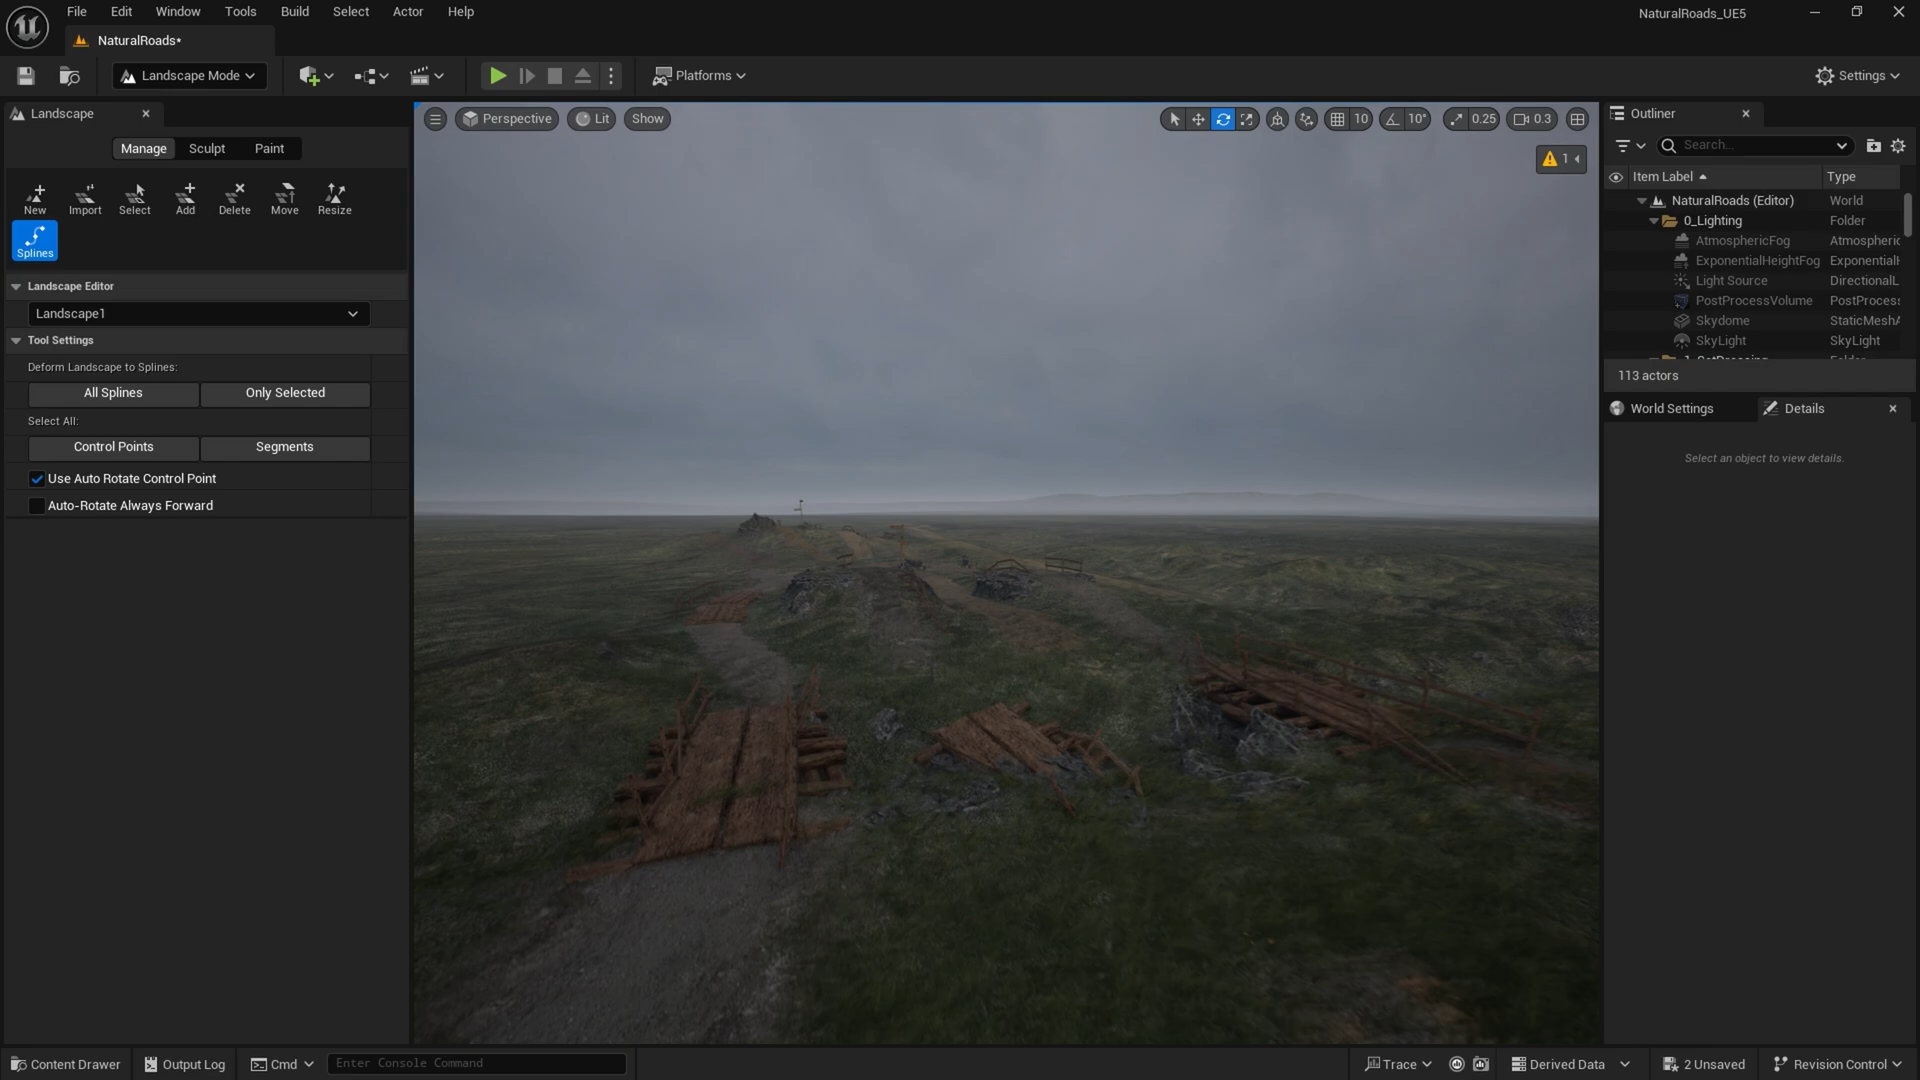 File Edit Window Tools Build Select Actor Help
NaturalRoads_UE5
NaturalRoads•
Landscape Mode
Platforms
Settings
Landscape
Manage Sculpt Paint
New Import Select Add Delete Move Resize
Splines
Landscape Editor
Landscape1
Tool Settings
Deform Landscape to Splines:
All Splines Only Selected
Select All:
Control Points Segments
Use Auto Rotate Control Point
Auto-Rotate Always Forward
Perspective Lit Show
10 10° 0.25 0.3
1
Outliner
Search...
Item Label Type
NaturalRoads (Editor) World
0_Lighting Folder
AtmosphericFog Atmospheric
ExponentialHeightFog Exponential
Light Source DirectionalL
PostProcessVolume PostProcess
Skydome StaticMeshA
SkyLight SkyLight
113 actors
World Settings Details
Select an object to view details.
Content Drawer Output Log Cmd Enter Console Command
Trace Derived Data 2 Unsaved Revision Control